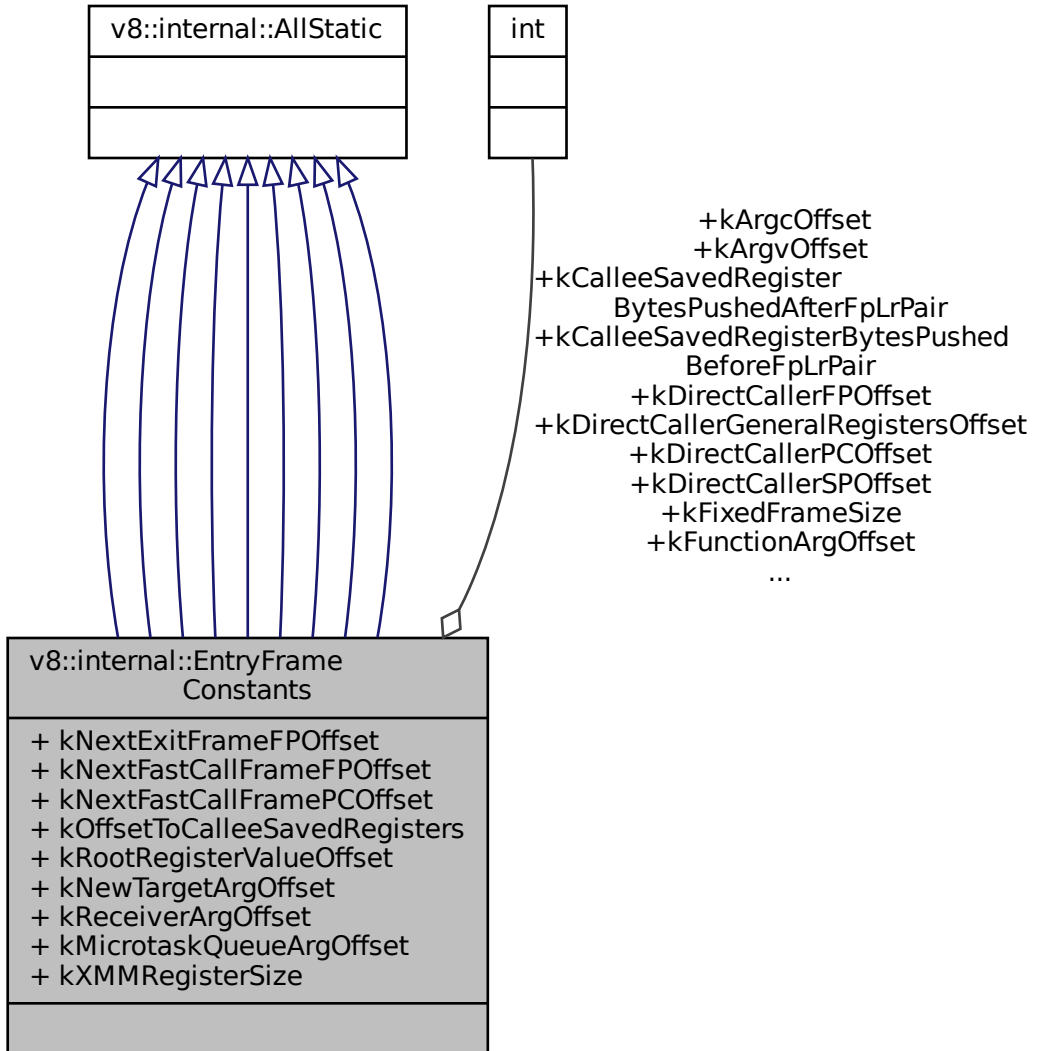 v8::internal::AllStatic
int
+kArgcOffset
+kArgvOffset
+kCalleeSavedRegister
BytesPushedAfterFpLrPair
+kCalleeSavedRegisterBytesPushed
BeforeFpLrPair
+kDirectCallerFPOffset
+kDirectCallerGeneralRegistersOffset
+kDirectCallerPCOffset
+kDirectCallerSPOffset
+kFixedFrameSize
+kFunctionArgOffset
...
v8::internal::EntryFrame
Constants
+ kNextExitFrameFPOffset
+ kNextFastCallFrameFPOffset
+ kNextFastCallFramePCOffset
+ kOffsetToCalleeSavedRegisters
+ kRootRegisterValueOffset
+ kNewTargetArgOffset
+ kReceiverArgOffset
+ kMicrotaskQueueArgOffset
+ kXMMRegisterSize